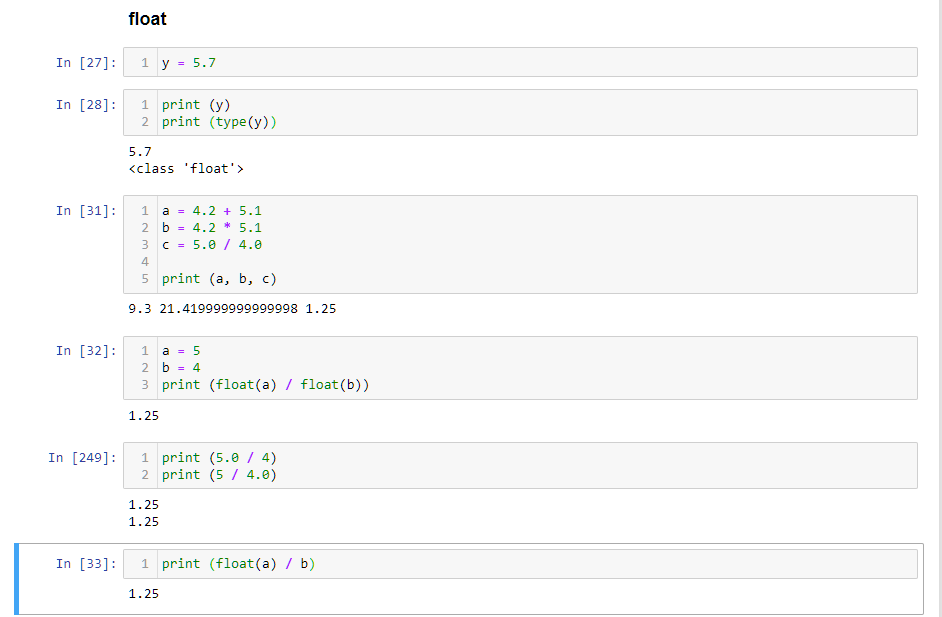 float
In [27]: 1 y = 5.7
In [28]: 1 print (y)
2 print (type(y))
5.7
<class 'float'>
In [31]: 1 a = 4.2 + 5.1
2 b = 4.2 * 5.1
3 c = 5.0 / 4.0
4
5 print (a, b, c)
9.3 21.419999999999998 1.25
In [32]: 1 a = 5
2 b = 4
3 print (float(a) / float(b))
1.25
In [249]: 1 print (5.0 / 4)
2 print (5 / 4.0)
1.25
1.25
In [33]: 1 print (float(a) / b)
1.25